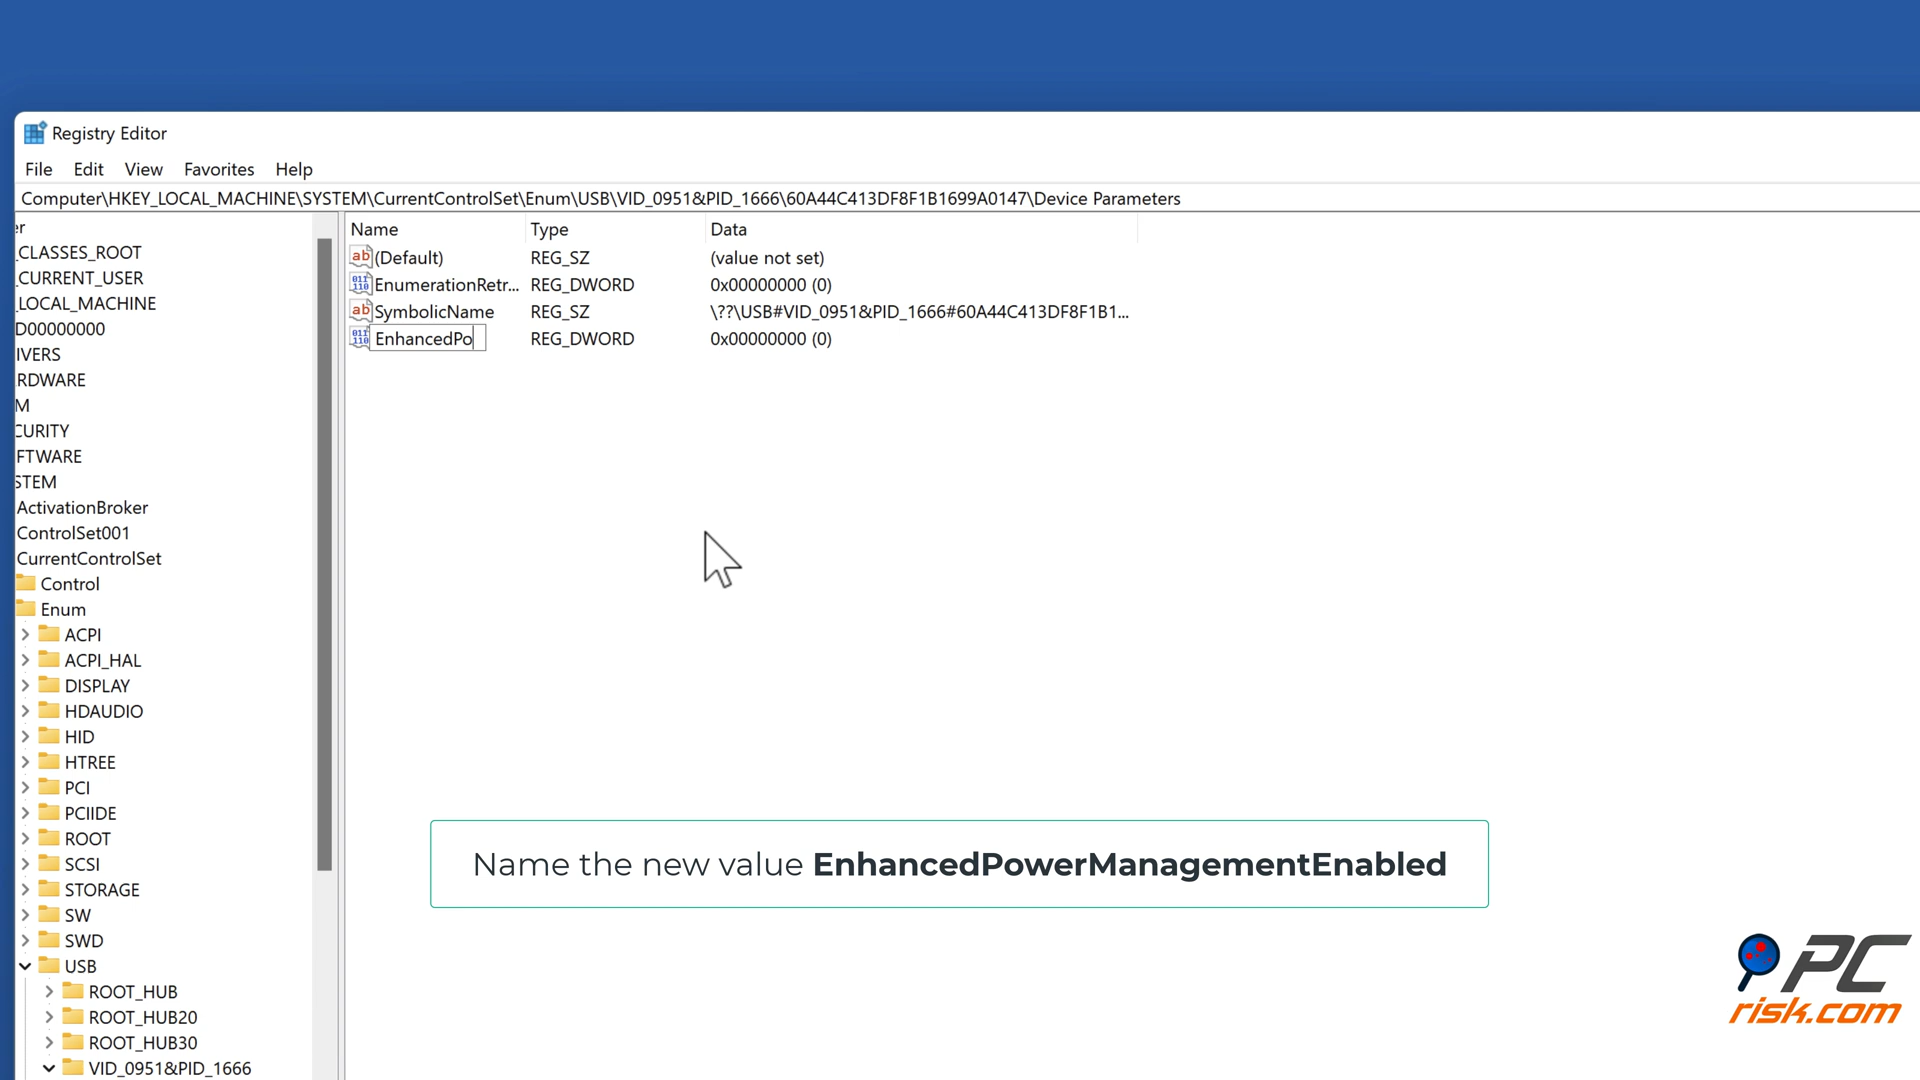 Registry Editor
File Edit View Favorites Help
Computer\HKEY_LOCAL_MACHINE\SYSTEM\CurrentControlSet\Enum\USB\VID_0951&PID_1666\60A44C413DF8F1B1699A0147\Device Parameters
er
_CLASSES_ROOT
_CURRENT_USER
_LOCAL_MACHINE
D00000000
IVERS
RDWARE
M
CURITY
FTWARE
STEM
ActivationBroker
ControlSet001
CurrentControlSet
Control
Enum
ACPI
ACPI_HAL
DISPLAY
HDAUDIO
HID
HTREE
PCI
PCIIDE
ROOT
SCSI
STORAGE
SW
SWD
USB
ROOT_HUB
ROOT_HUB20
ROOT_HUB30
VID_0951&PID_1666
Name Type Data
(Default) REG_SZ (value not set)
EnumerationRetr... REG_DWORD 0x00000000 (0)
SymbolicName REG_SZ \??\USB#VID_0951&PID_1666#60A44C413DF8F1B1...
EnhancedPo REG_DWORD 0x00000000 (0)
Name the new value EnhancedPowerManagementEnabled
PC
risk.com